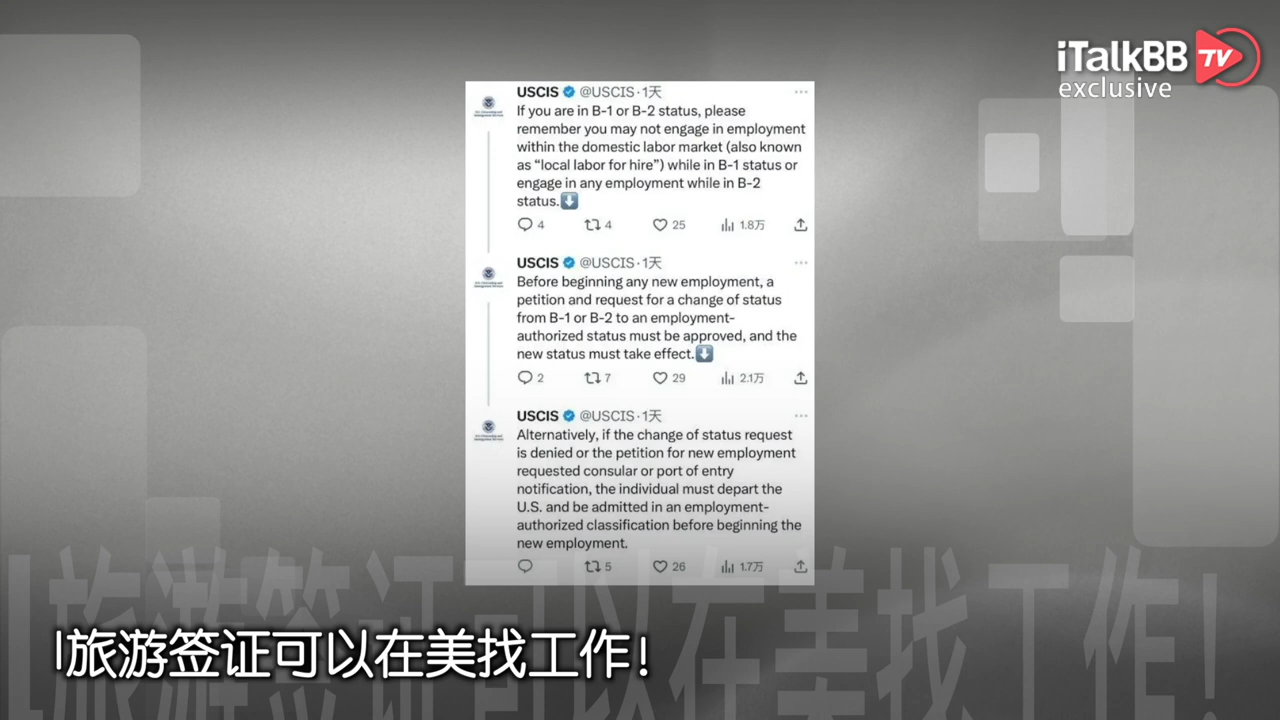 iTalkBB TV
exclusive
USCIS @USCIS·1天
If you are in B-1 or B-2 status, please
remember you may not engage in employment
within the domestic labor market (also known
as “local labor for hire”) while in B-1 status or
engage in any employment while in B-2
status.⬇️
4 4 25 1.8万
USCIS @USCIS·1天
Before beginning any new employment, a
petition and request for a change of status
from B-1 or B-2 to an employment-
authorized status must be approved, and the
new status must take effect.⬇️
2 7 29 2.1万
USCIS @USCIS·1天
Alternatively, if the change of status request
is denied or the petition for new employment
requested consular or port of entry
notification, the individual must depart the
U.S. and be admitted in an employment-
authorized classification before beginning the
new employment.
5 26 1.7万
旅游签证可以在美找工作!
旅游签证可以在美找工作!